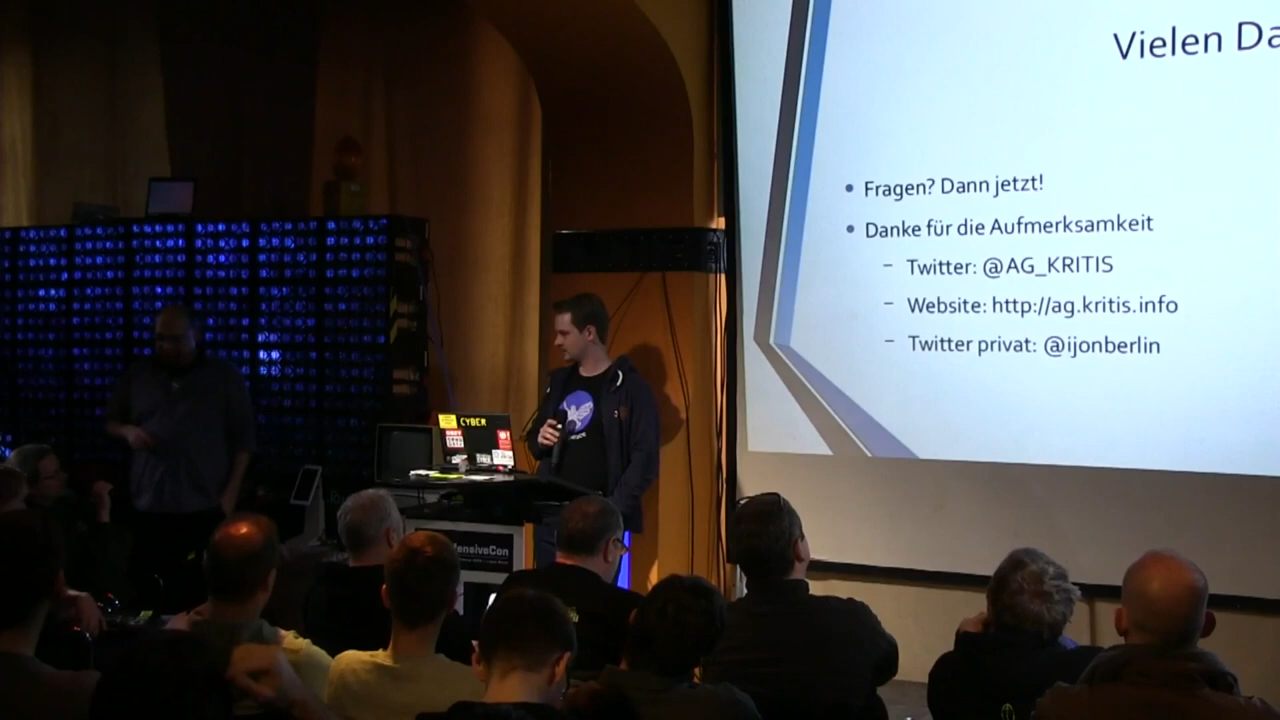 Vielen Da
Fragen? Dann jetzt!
Danke für die Aufmerksamkeit
– Twitter: @AG_KRITIS
– Website: http://ag.kritis.info
– Twitter privat: @ijonberlin
CYBER
ensiveCon